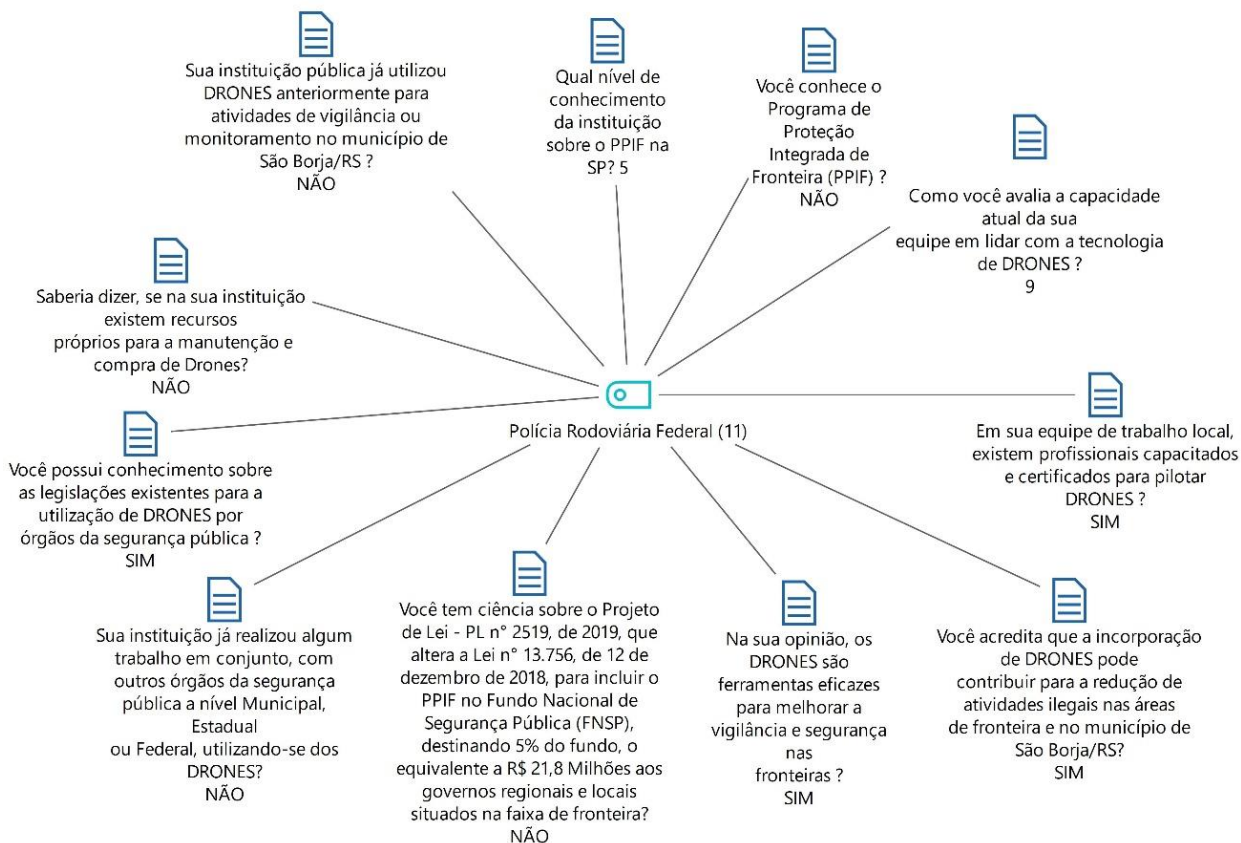 Sua instituição pública já utilizou
DRONES anteriormente para
atividades de vigilância ou
monitoramento no município de
São Borja/RS ?
NÃO
Qual nível de
conhecimento
da instituição
sobre o PPIF na
SP? 5
Você conhece o
Programa de
Proteção
Integrada de
Fronteira (PPIF) ?
NÃO
Como você avalia a capacidade
atual da sua
equipe em lidar com a tecnologia
de DRONES ?
9
Saberia dizer, se na sua instituição
existem recursos
próprios para a manutenção e
compra de Drones?
NÃO
Polícia Rodoviária Federal (11)
Em sua equipe de trabalho local,
existem profissionais capacitados
e certificados para pilotar
DRONES ?
SIM
Você possui conhecimento sobre
as legislações existentes para a
utilização de DRONES por
órgãos da segurança pública ?
SIM
Sua instituição já realizou algum
trabalho em conjunto, com
outros órgãos da segurança
pública a nível Municipal,
Estadual
ou Federal, utilizando-se dos
DRONES?
NÃO
Você tem ciência sobre o Projeto
de Lei - PL n° 2519, de 2019, que
altera a Lei n° 13.756, de 12 de
dezembro de 2018, para incluir o
PPIF no Fundo Nacional de
Segurança Pública (FNSP),
destinando 5% do fundo, o
equivalente a R$ 21,8 Milhões aos
governos regionais e locais
situados na faixa de fronteira?
NÃO
Na sua opinião, os
DRONES são
ferramentas eficazes
para melhorar a
vigilância e segurança
nas
fronteiras ?
SIM
Você acredita que a incorporação
de DRONES pode
contribuir para a redução de
atividades ilegais nas áreas
de fronteira e no município de
São Borja/RS?
SIM